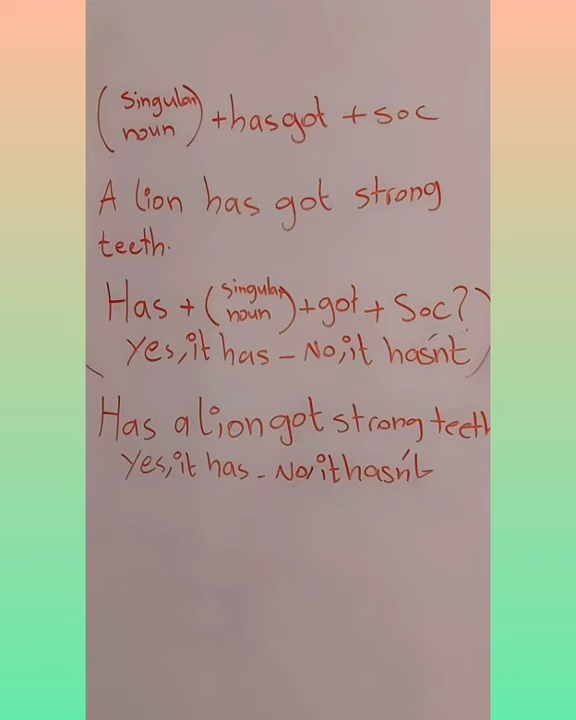 (singular noun) + has got + soc
A lion has got strong
teeth.
Has + (singular noun) + got + Soc?
(Yes, it has - No, it hasn't)
Has a lion got strong teeth
Yes, it has - No, it hasn't